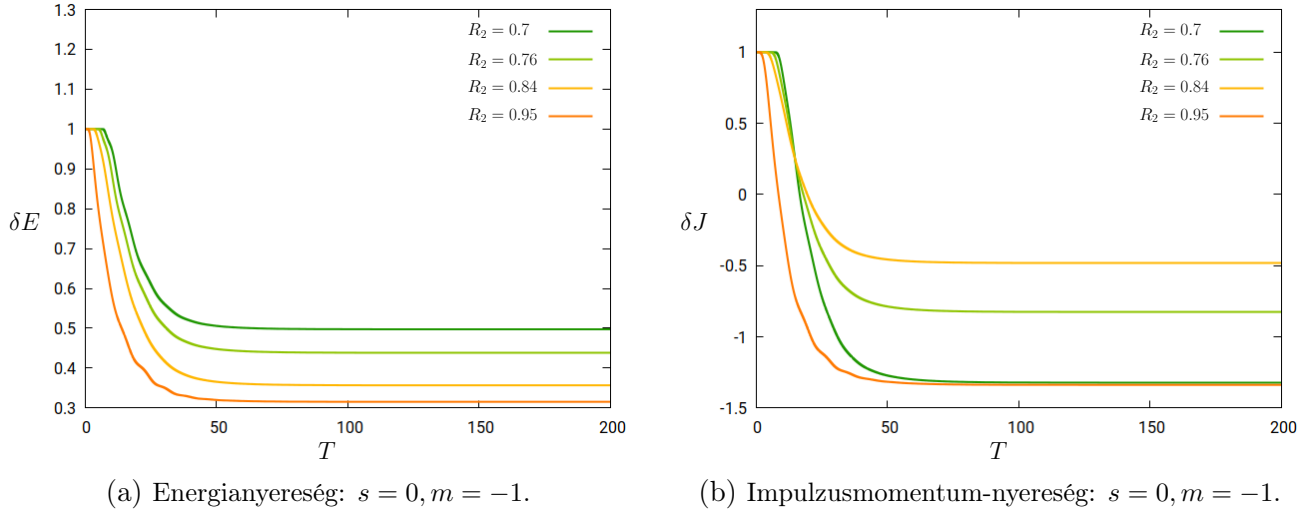 1.3
1.2
1.1
1
0.9
0.8
0.7
0.6
0.5
0.4
0.3
δE
0
50
100
150
200
T
R₂ = 0.7
R₂ = 0.76
R₂ = 0.84
R₂ = 0.95
(a) Energianyereség: s = 0, m = −1.
1
0.5
0
-0.5
-1
-1.5
δJ
0
50
100
150
200
T
R₂ = 0.7
R₂ = 0.76
R₂ = 0.84
R₂ = 0.95
(b) Impulzusmomentum-nyereség: s = 0, m = −1.